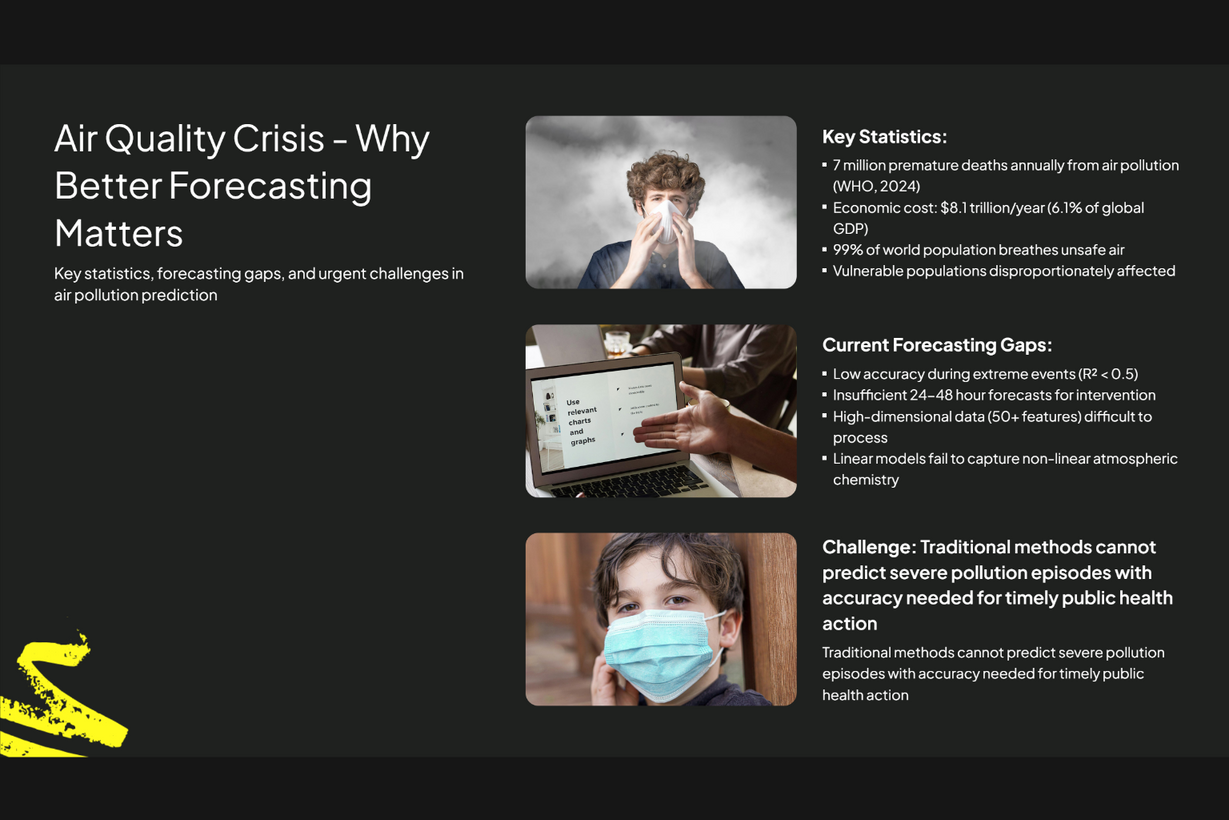 Air Quality Crisis - Why
Better Forecasting
Matters
Key statistics, forecasting gaps, and urgent challenges in
air pollution prediction
Key Statistics:
▪ 7 million premature deaths annually from air pollution
(WHO, 2024)
▪ Economic cost: $8.1 trillion/year (6.1% of global
GDP)
▪ 99% of world population breathes unsafe air
▪ Vulnerable populations disproportionately affected
Use
relevant
charts
and
graphs
Current Forecasting Gaps:
▪ Low accuracy during extreme events (R² < 0.5)
▪ Insufficient 24–48 hour forecasts for intervention
▪ High-dimensional data (50+ features) difficult to
process
▪ Linear models fail to capture non-linear atmospheric
chemistry
Challenge: Traditional methods cannot
predict severe pollution episodes with
accuracy needed for timely public health
action
Traditional methods cannot predict severe pollution
episodes with accuracy needed for timely public
health action